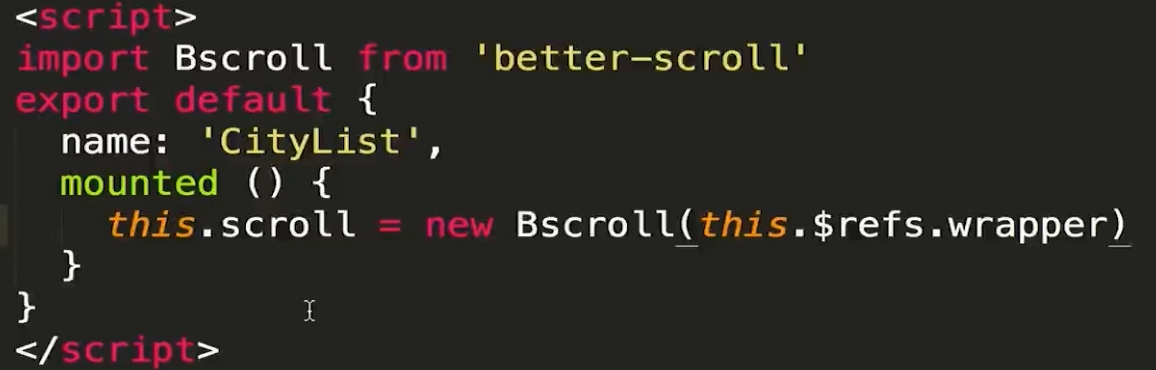 <script>
import Bscroll from 'better-scroll'
export default {
  name: 'CityList',
  mounted () {
    this.scroll = new Bscroll(this.$refs.wrapper)
  }
}
</script>